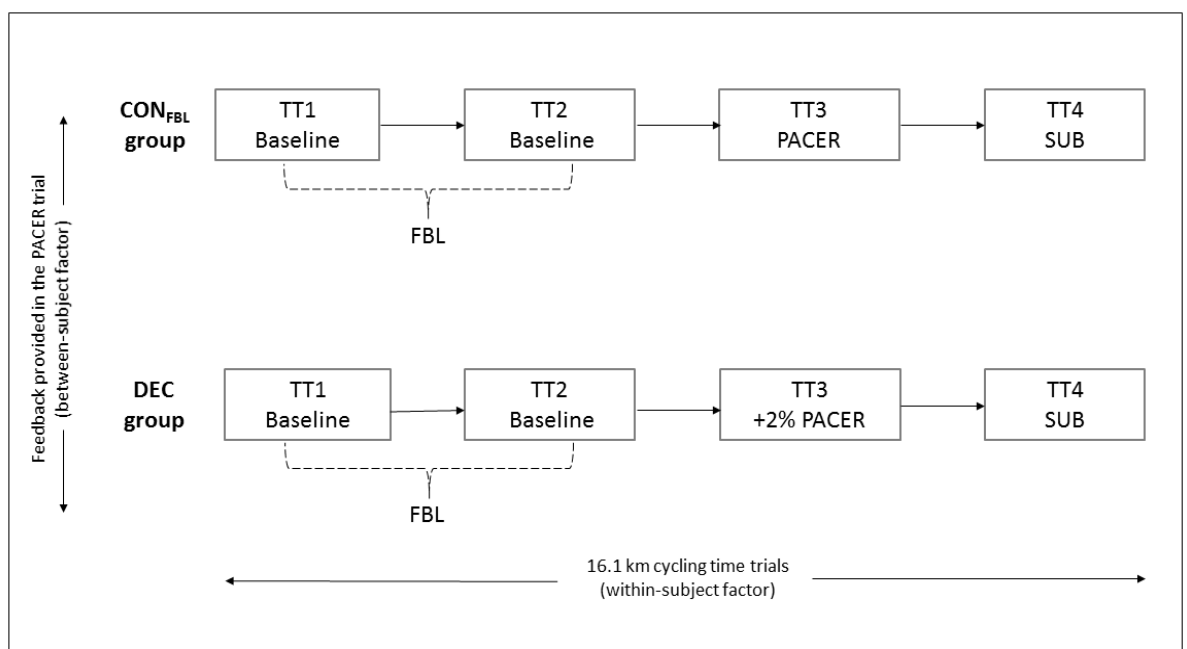 CONFBL
group
TT1
Baseline
TT2
Baseline
TT3
PACER
TT4
SUB
FBL
Feedback provided in the PACER trial
(between-subject factor)
DEC
group
TT1
Baseline
TT2
Baseline
TT3
+2% PACER
TT4
SUB
FBL
16.1 km cycling time trials
(within-subject factor)